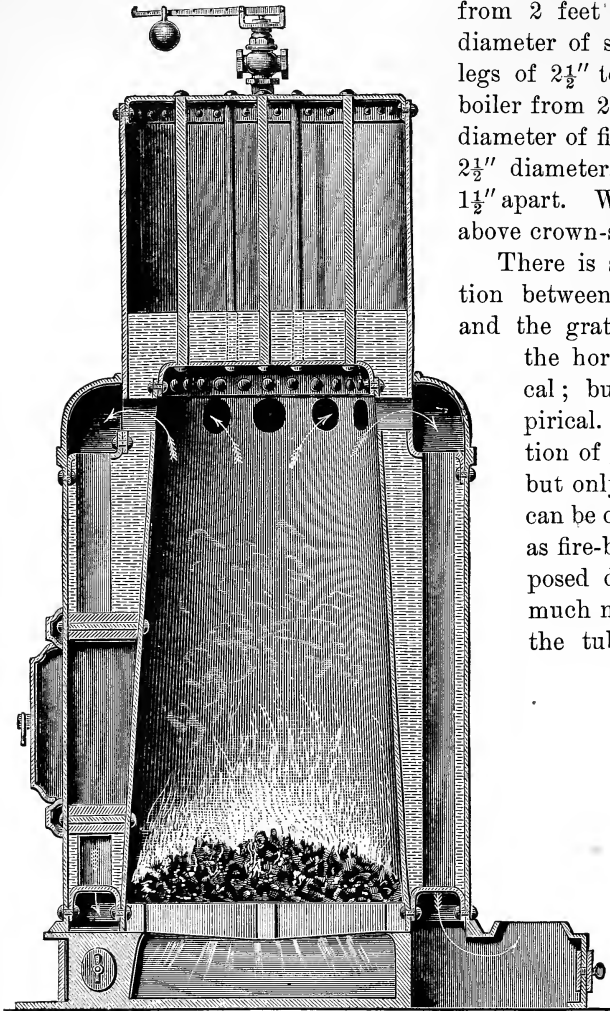 from 2 feet
diameter of s
legs of 2½″ t
boiler from 2
diameter of fi
2½″ diameter
1½″ apart. W
above crown-s
There is s
tion between
and the grat
the hor
cal; bu
pirical.
tion of
but only
can be c
as fire-b
posed d
much n
the tul